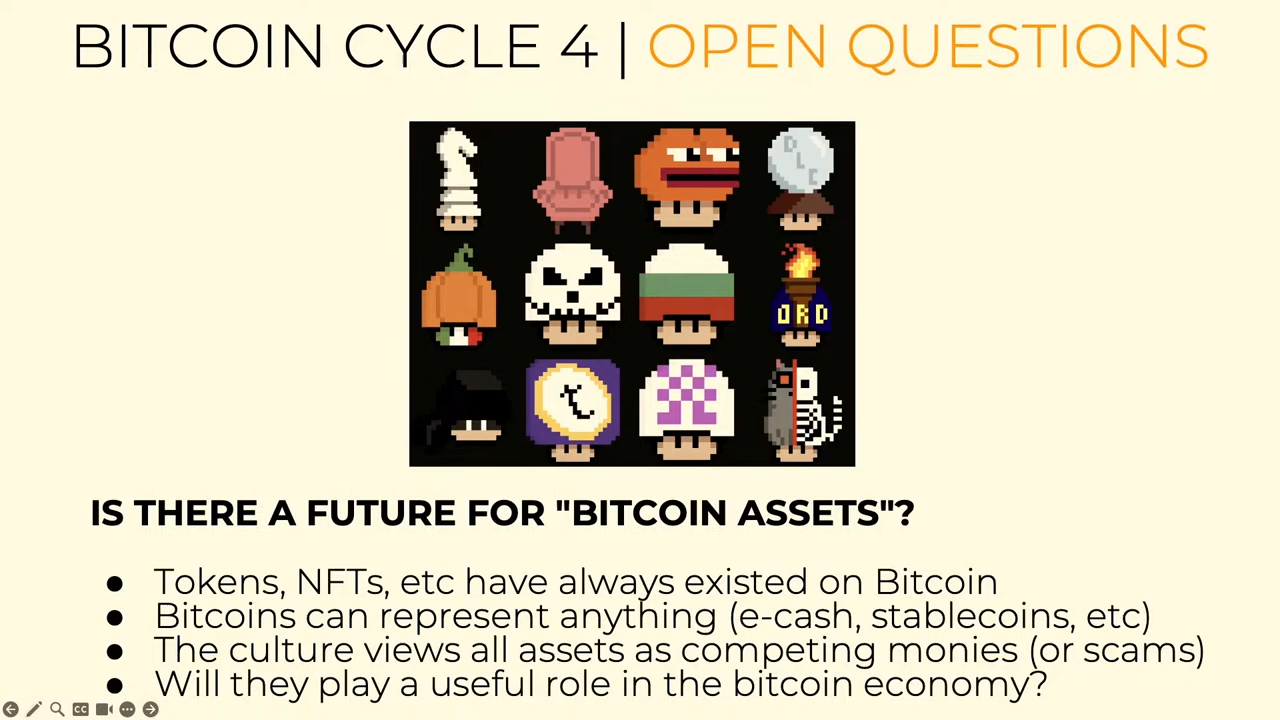 BITCOIN CYCLE 4 | OPEN QUESTIONS
DLC
ORD
IS THERE A FUTURE FOR "BITCOIN ASSETS"?
● Tokens, NFTs, etc have always existed on Bitcoin
● Bitcoins can represent anything (e-cash, stablecoins, etc)
● The culture views all assets as competing monies (or scams)
● Will they play a useful role in the bitcoin economy?
CC